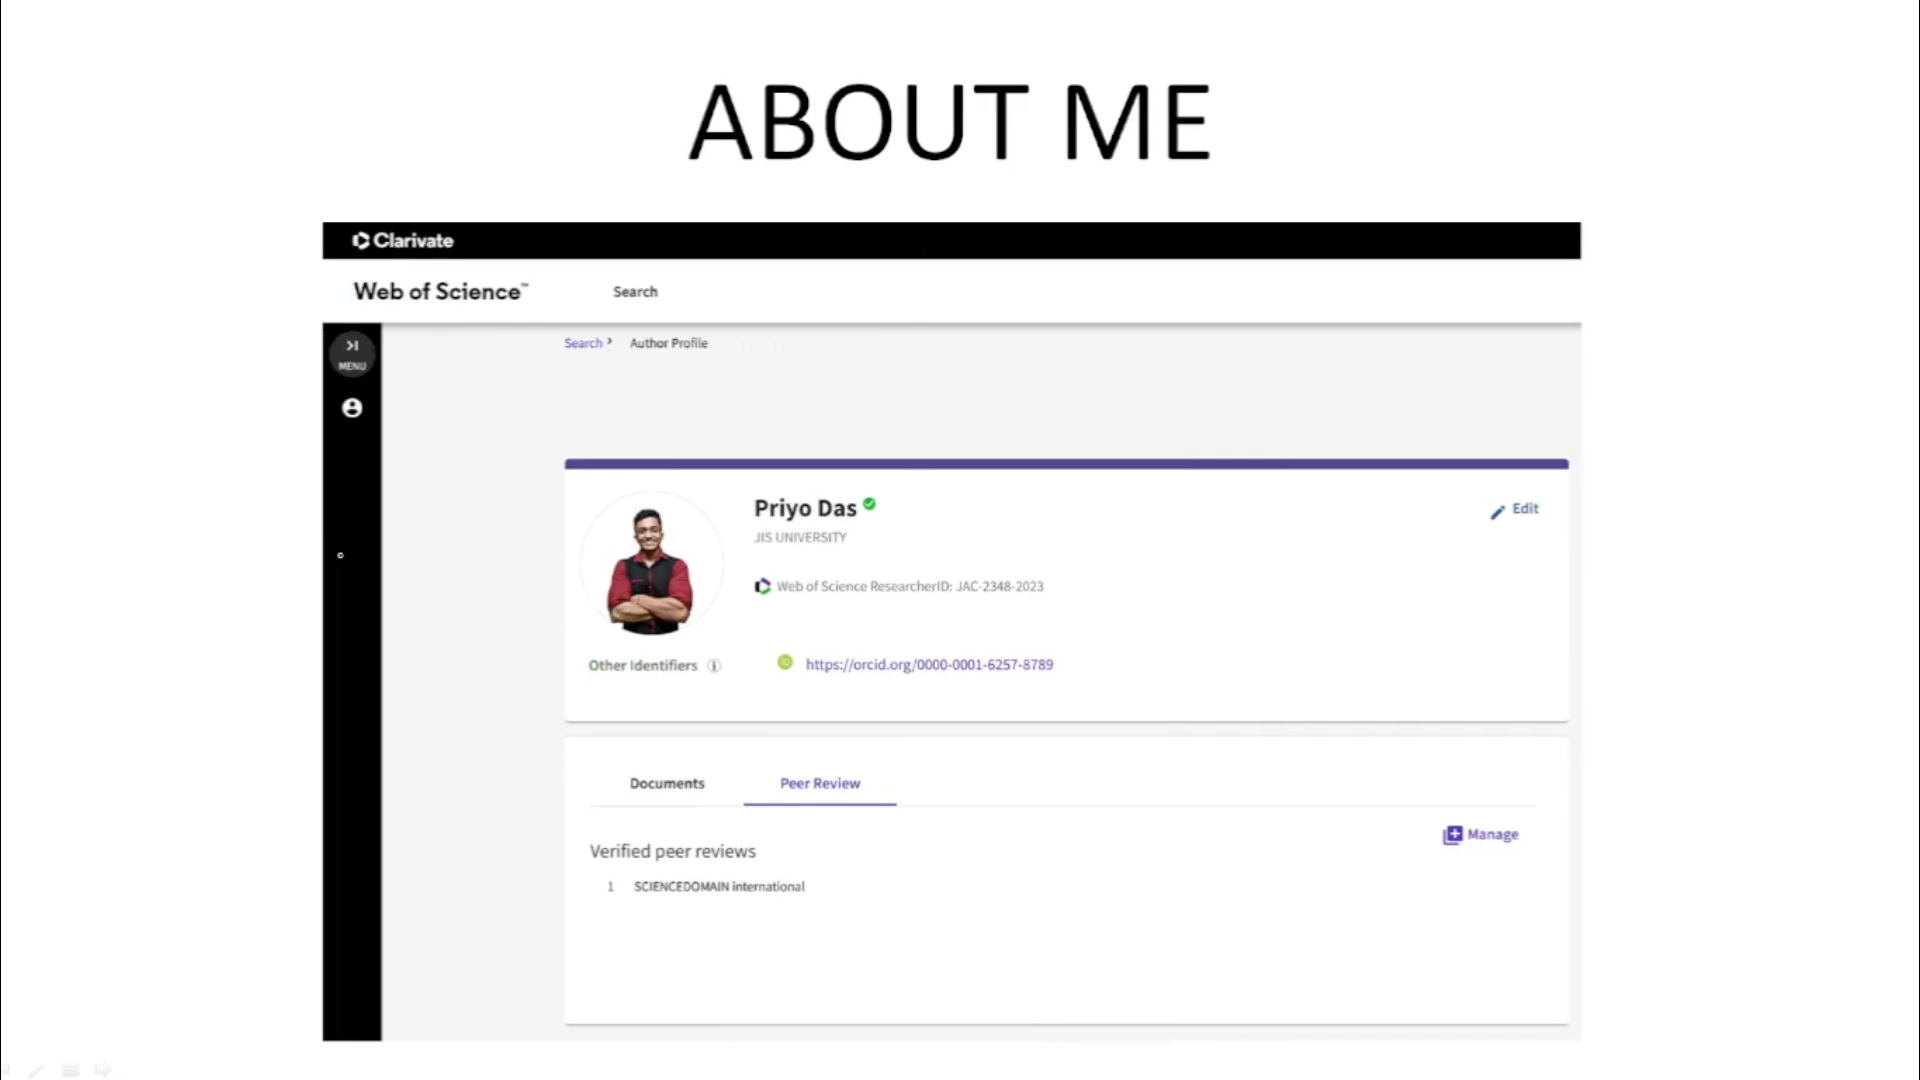 ABOUT ME
Clarivate
Web of Science™
Search
MENU
Search > Author Profile
Priyo Das
Edit
JIS UNIVERSITY
Web of Science ResearcherID: JAC-2348-2023
Other Identifiers
https://orcid.org/0000-0001-6257-8789
Documents
Peer Review
Manage
Verified peer reviews
1 SCIENCEDOMAIN international